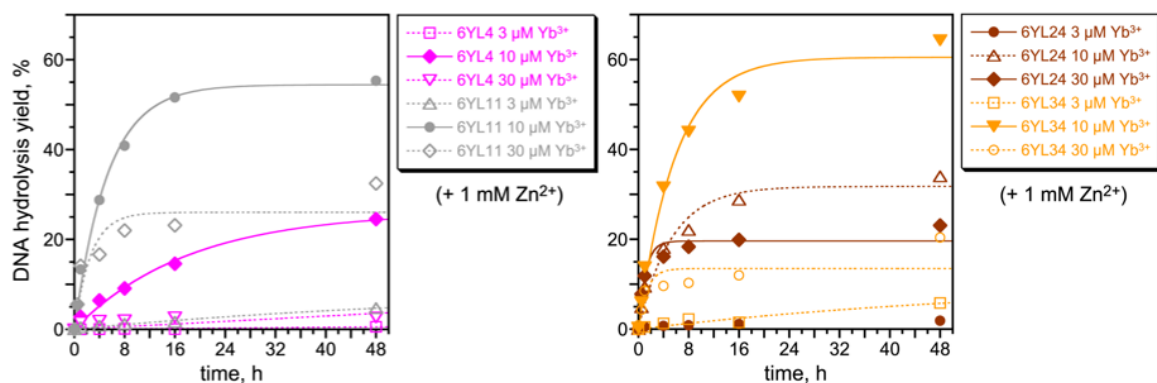 DNA hydrolysis yield, %
60
40
20
0
0 8 16 24 32 40 48
time, h
6YL4 3 µM Yb³⁺
6YL4 10 µM Yb³⁺
6YL4 30 µM Yb³⁺
6YL11 3 µM Yb³⁺
6YL11 10 µM Yb³⁺
6YL11 30 µM Yb³⁺
(+ 1 mM Zn²⁺)
60
40
20
0
0 8 16 24 32 40 48
time, h
6YL24 3 µM Yb³⁺
6YL24 10 µM Yb³⁺
6YL24 30 µM Yb³⁺
6YL34 3 µM Yb³⁺
6YL34 10 µM Yb³⁺
6YL34 30 µM Yb³⁺
(+ 1 mM Zn²⁺)